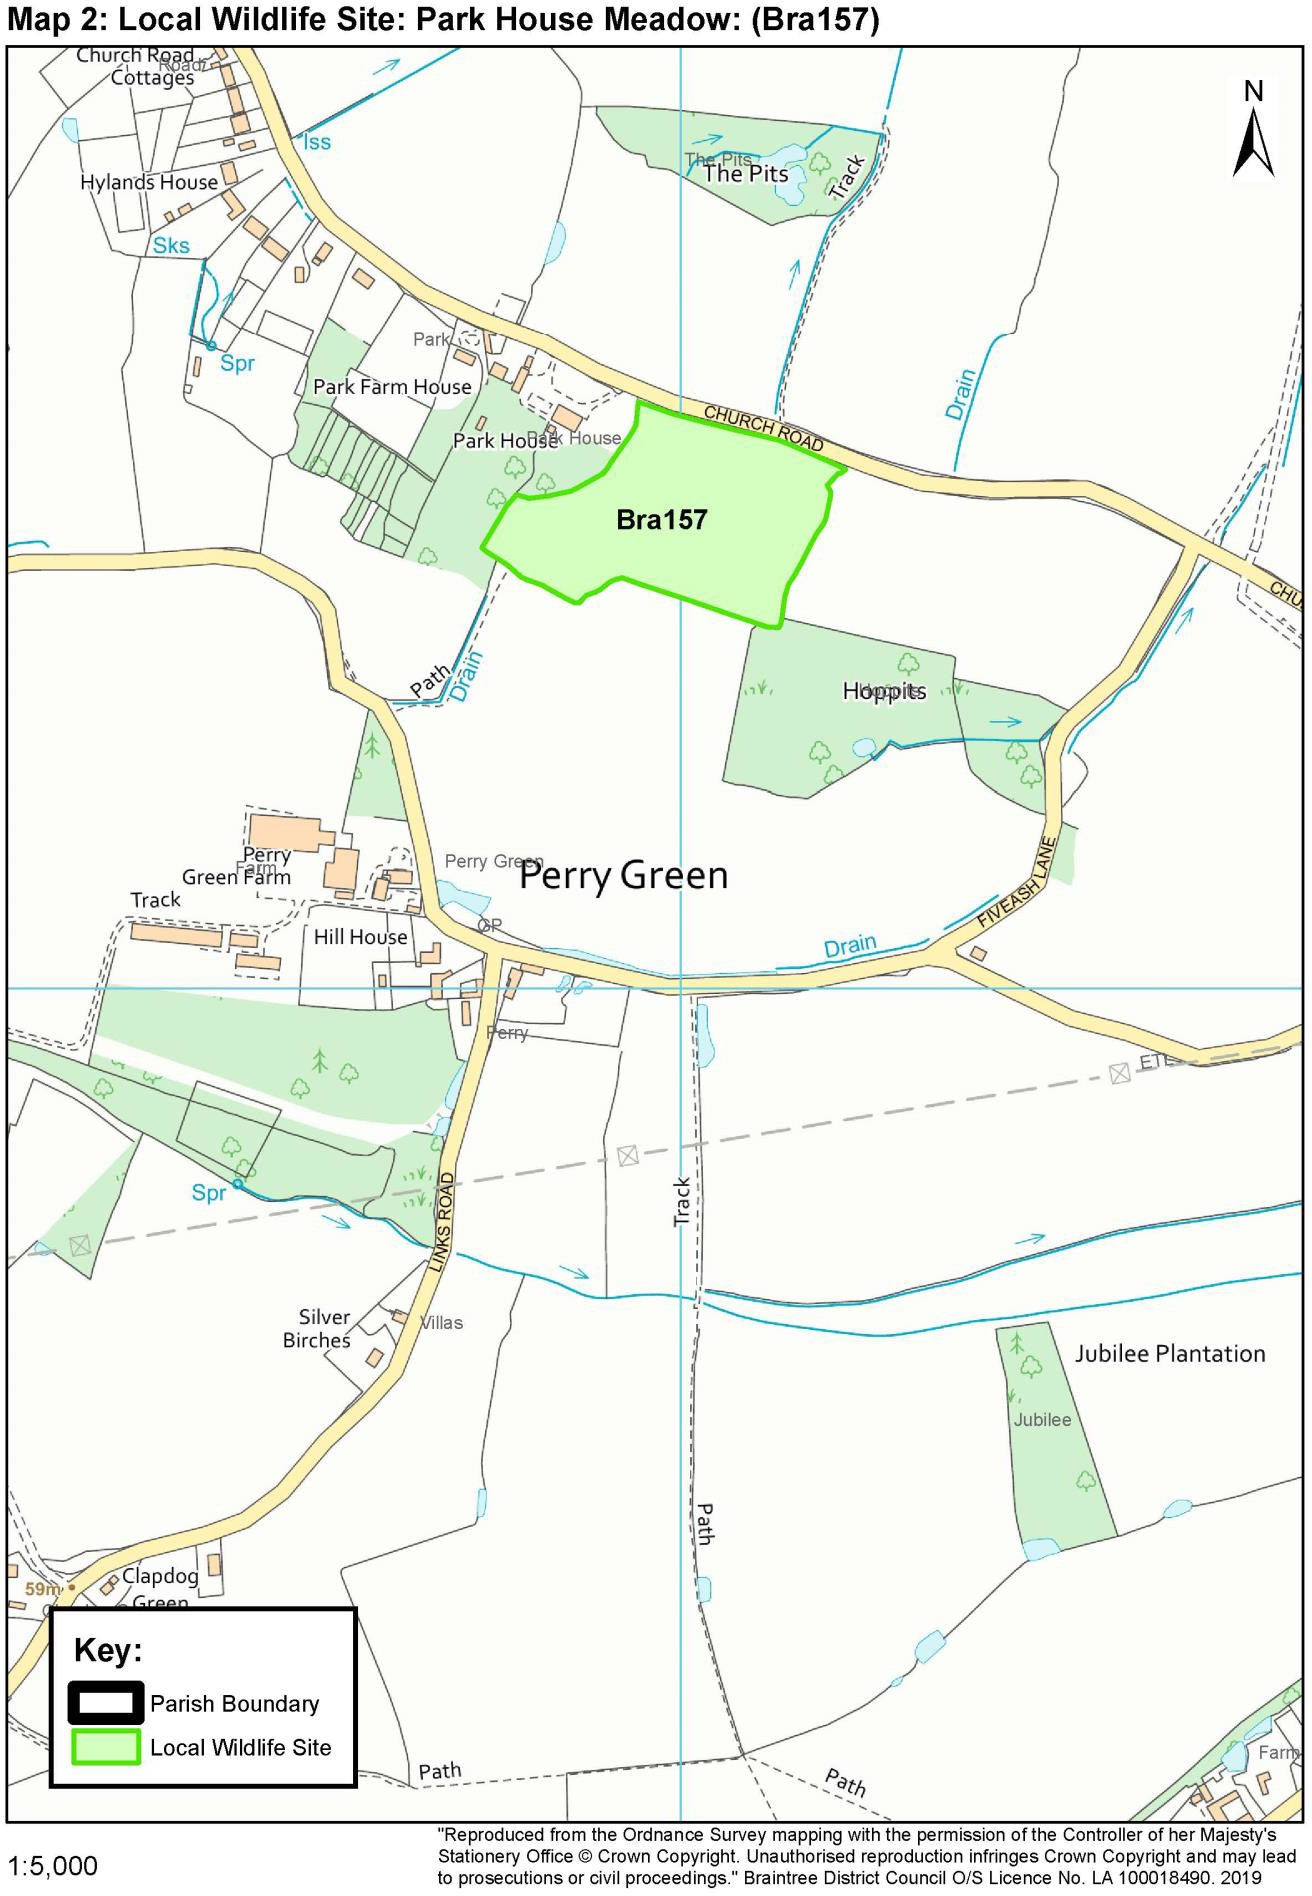 Map 2: Local Wildlife Site: Park House Meadow: (Bra157)
Church Road
Cottages
Road
N
Iss
The Pits
The Pits
Track
Hylands House
Sks
Spr
Park
Park Farm House
Drain
CHURCH ROAD
Park House
Park House
Bra157
CHU
Path
Drain
Hoppits
Hoppits
Perry
Green Farm
Farm
Perry Green
Perry Green
FIVEASH LANE
Track
Hill House
GP
Drain
Perry
ETL
Track
Spr
LINKS ROAD
Silver
Birches
Villas
Jubilee Plantation
Jubilee
Path
Clapdog
Green
59m
Key:
Parish Boundary
Local Wildlife Site
Farm
Path
Path
1:5,000
"Reproduced from the Ordnance Survey mapping with the permission of the Controller of her Majesty's
Stationery Office © Crown Copyright. Unauthorised reproduction infringes Crown Copyright and may lead
to prosecutions or civil proceedings." Braintree District Council O/S Licence No. LA 100018490. 2019